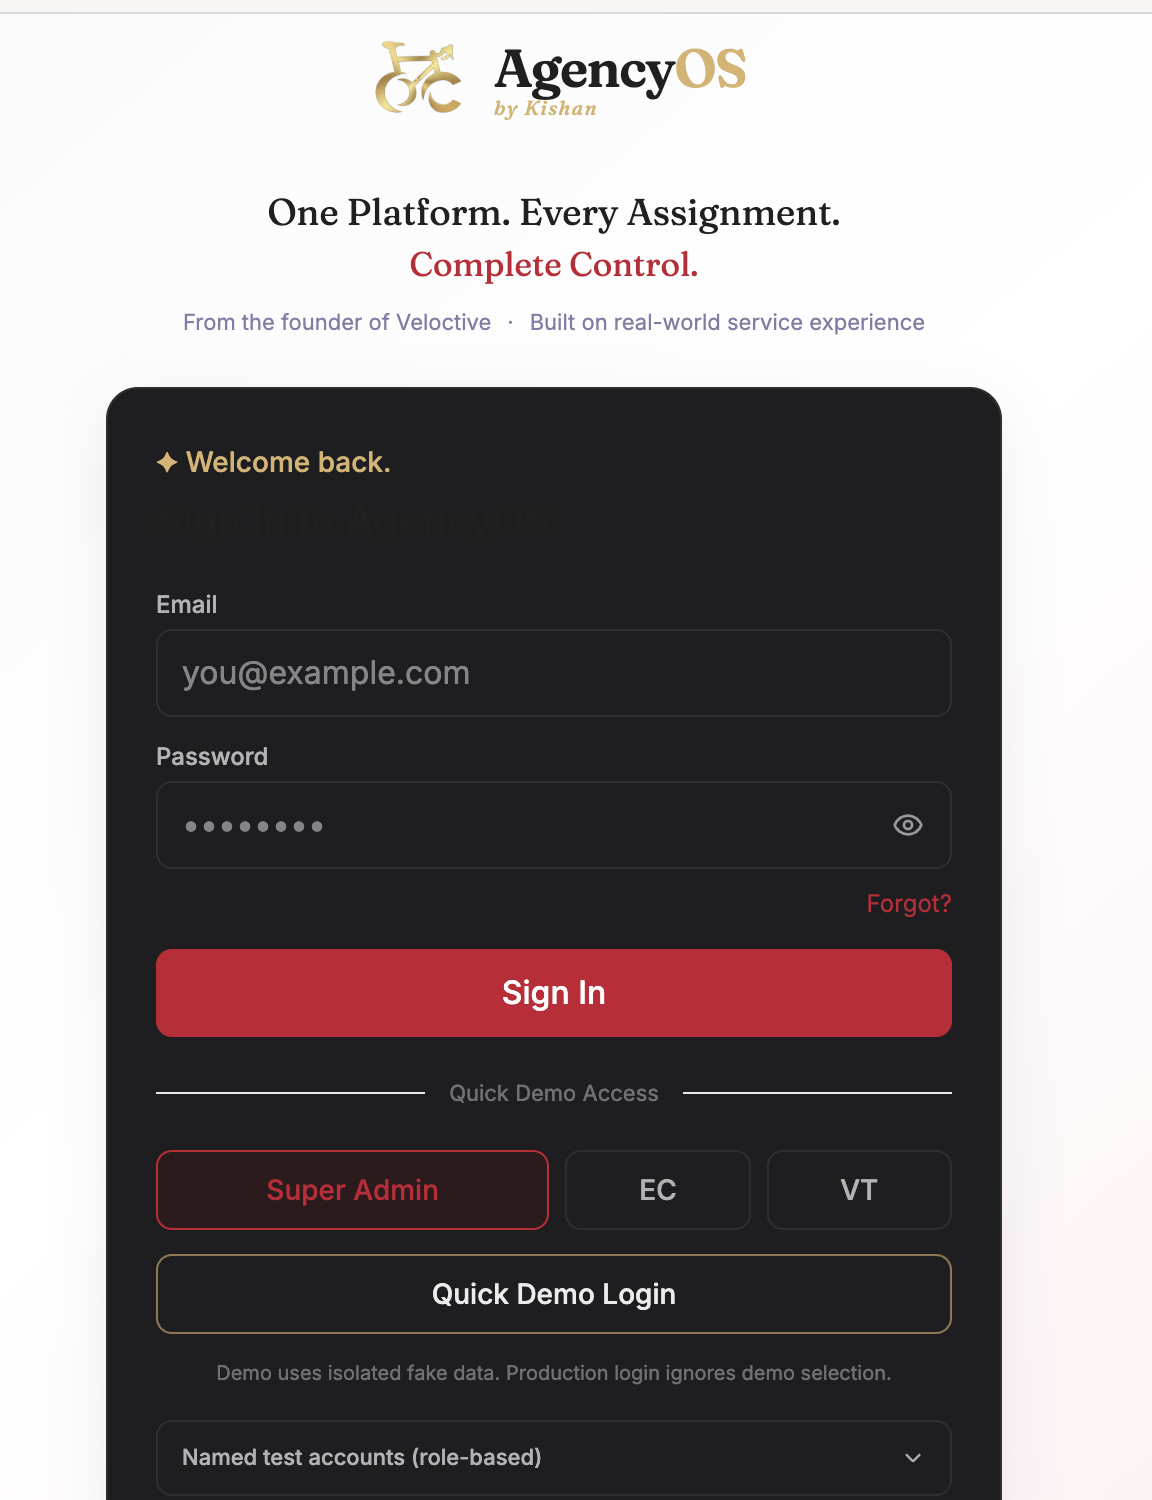 AgencyOS
by Kishan
One Platform. Every Assignment.
Complete Control.
From the founder of Veloctive · Built on real-world service experience
✦ Welcome back.
Sign in to AgencyOS
Email
you@example.com
Password
••••••••
Forgot?
Sign In
Quick Demo Access
Super Admin
EC
VT
Quick Demo Login
Demo uses isolated fake data. Production login ignores demo selection.
Named test accounts (role-based)